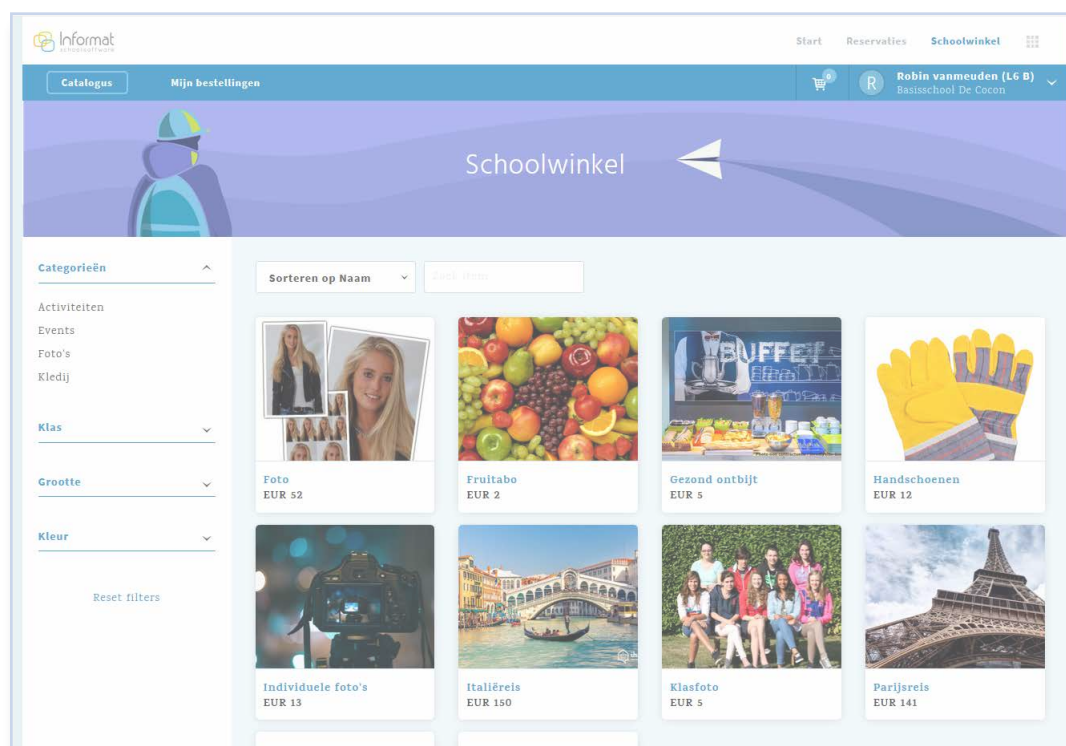 Informat
schoolsoftware
Start Reservaties Schoolwinkel
Catalogus Mijn bestellingen
0
R
Robin vanmeuden (L6 B)
Basisschool De Cocon
Schoolwinkel
Categorieën
Activiteiten
Events
Foto's
Kledij
Klas
Grootte
Kleur
Reset filters
Sorteren op Naam Zoek item
BUFFET
Foto
EUR 52
Fruitabo
EUR 2
Gezond ontbijt
EUR 5
Handschoenen
EUR 12
Individuele foto's
EUR 13
Italiëreis
EUR 150
Klasfoto
EUR 5
Parijsreis
EUR 141